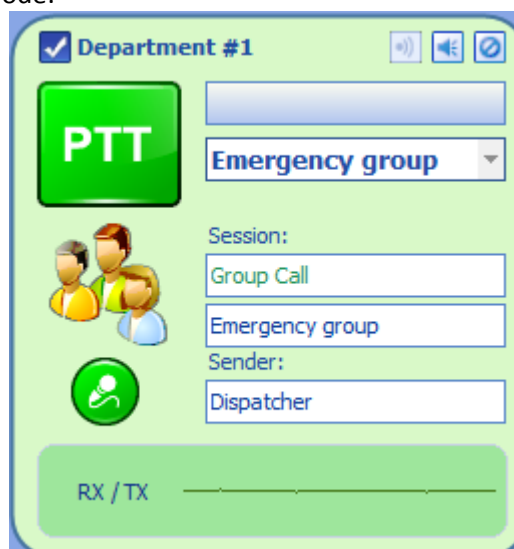 ode.
Department #1
PTT
Emergency group
Session:
Group Call
Emergency group
Sender:
Dispatcher
RX / TX